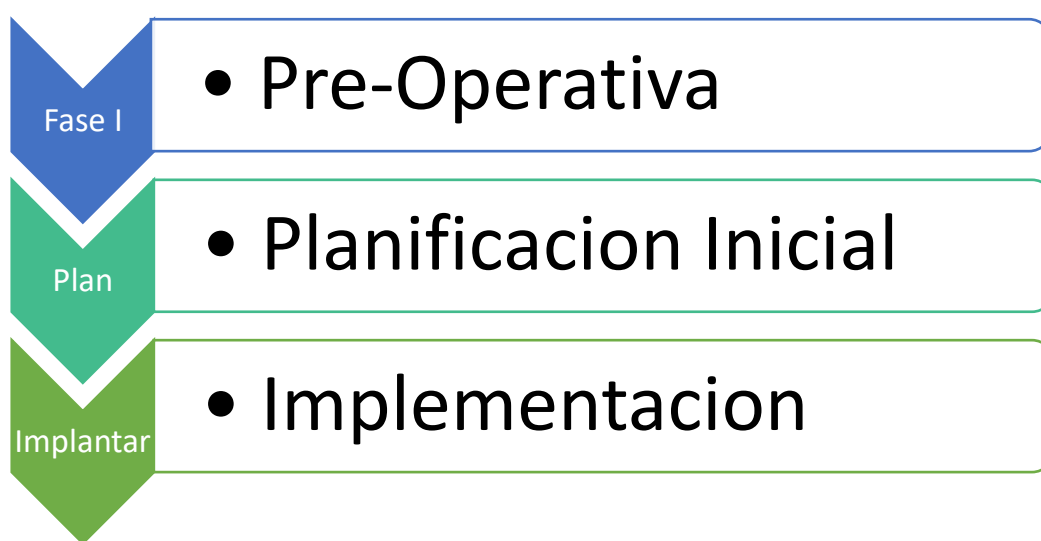 Fase I
• Pre-Operativa
Plan
• Planificacion Inicial
Implantar
• Implementacion